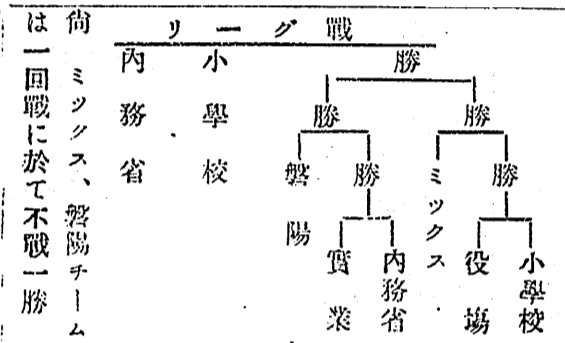 リーグ戰
勝
勝
勝
勝
小學校
役場
ミックス
勝
內務省
實業
磐陽
小學校
內務省
尙 ミックス、磐陽チーム
は一回戰に於て不戰一勝